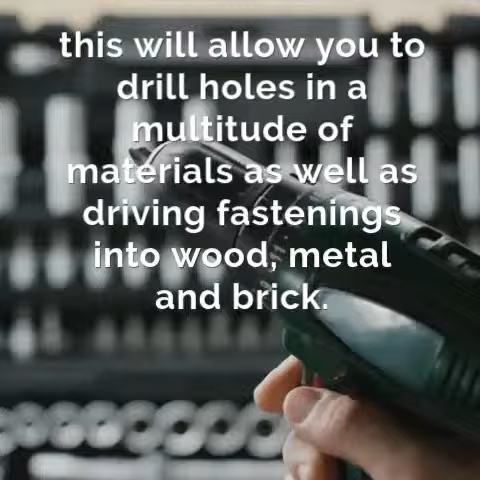 this will allow you to
drill holes in a
multitude of
materials as well as
driving fastenings
into wood, metal
and brick.